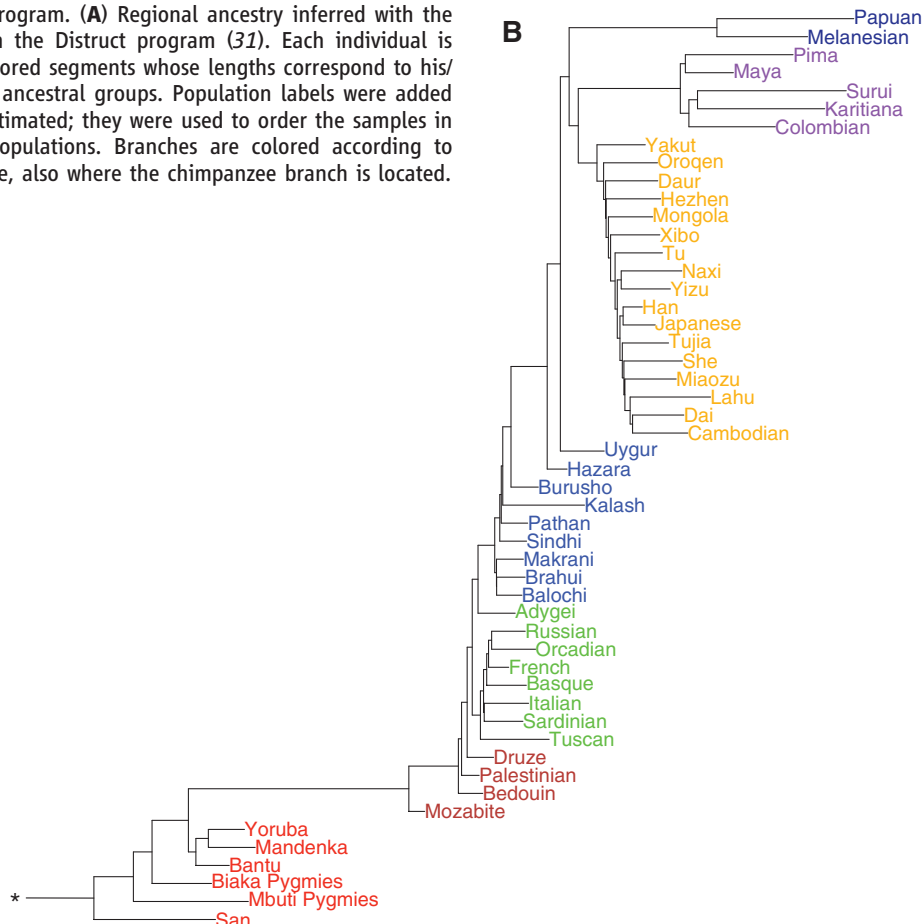 rogram. (A) Regional ancestry inferred with the
n the Distruct program (31). Each individual is
ored segments whose lengths correspond to his/
ancestral groups. Population labels were added
timated; they were used to order the samples in
opulations. Branches are colored according to
e, also where the chimpanzee branch is located.
B
Papuan
Melanesian
Pima
Maya
Surui
Karitiana
Colombian
Yakut
Oroqen
Daur
Hezhen
Mongola
Xibo
Tu
Naxi
Yizu
Han
Japanese
Tujia
She
Miaozu
Lahu
Dai
Cambodian
Uygur
Hazara
Burusho
Kalash
Pathan
Sindhi
Makrani
Brahui
Balochi
Adygei
Russian
Orcadian
French
Basque
Italian
Sardinian
Tuscan
Druze
Palestinian
Bedouin
Mozabite
Yoruba
Mandenka
Bantu
Biaka Pygmies
Mbuti Pygmies
*
San